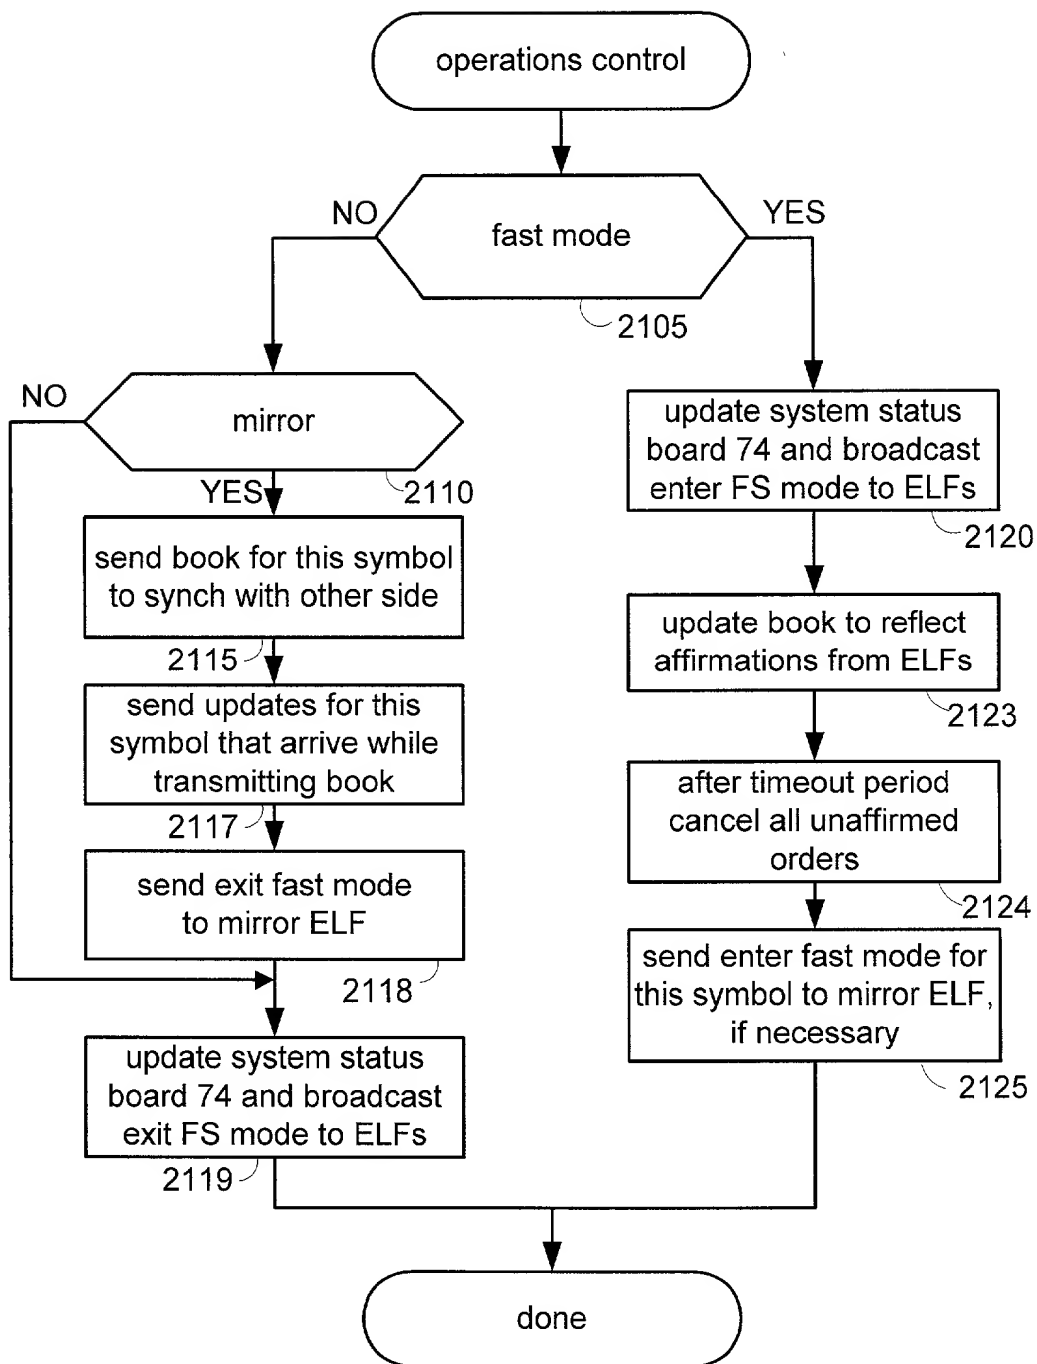 operations control
NO
YES
fast mode
2105
NO
mirror
YES
2110
send book for this symbol
to synch with other side
2115
send updates for this
symbol that arrive while
transmitting book
2117
send exit fast mode
to mirror ELF
2118
update system status
board 74 and broadcast
exit FS mode to ELFs
2119
update system status
board 74 and broadcast
enter FS mode to ELFs
2120
update book to reflect
affirmations from ELFs
2123
after timeout period
cancel all unaffirmed
orders
2124
send enter fast mode for
this symbol to mirror ELF,
if necessary
2125
done